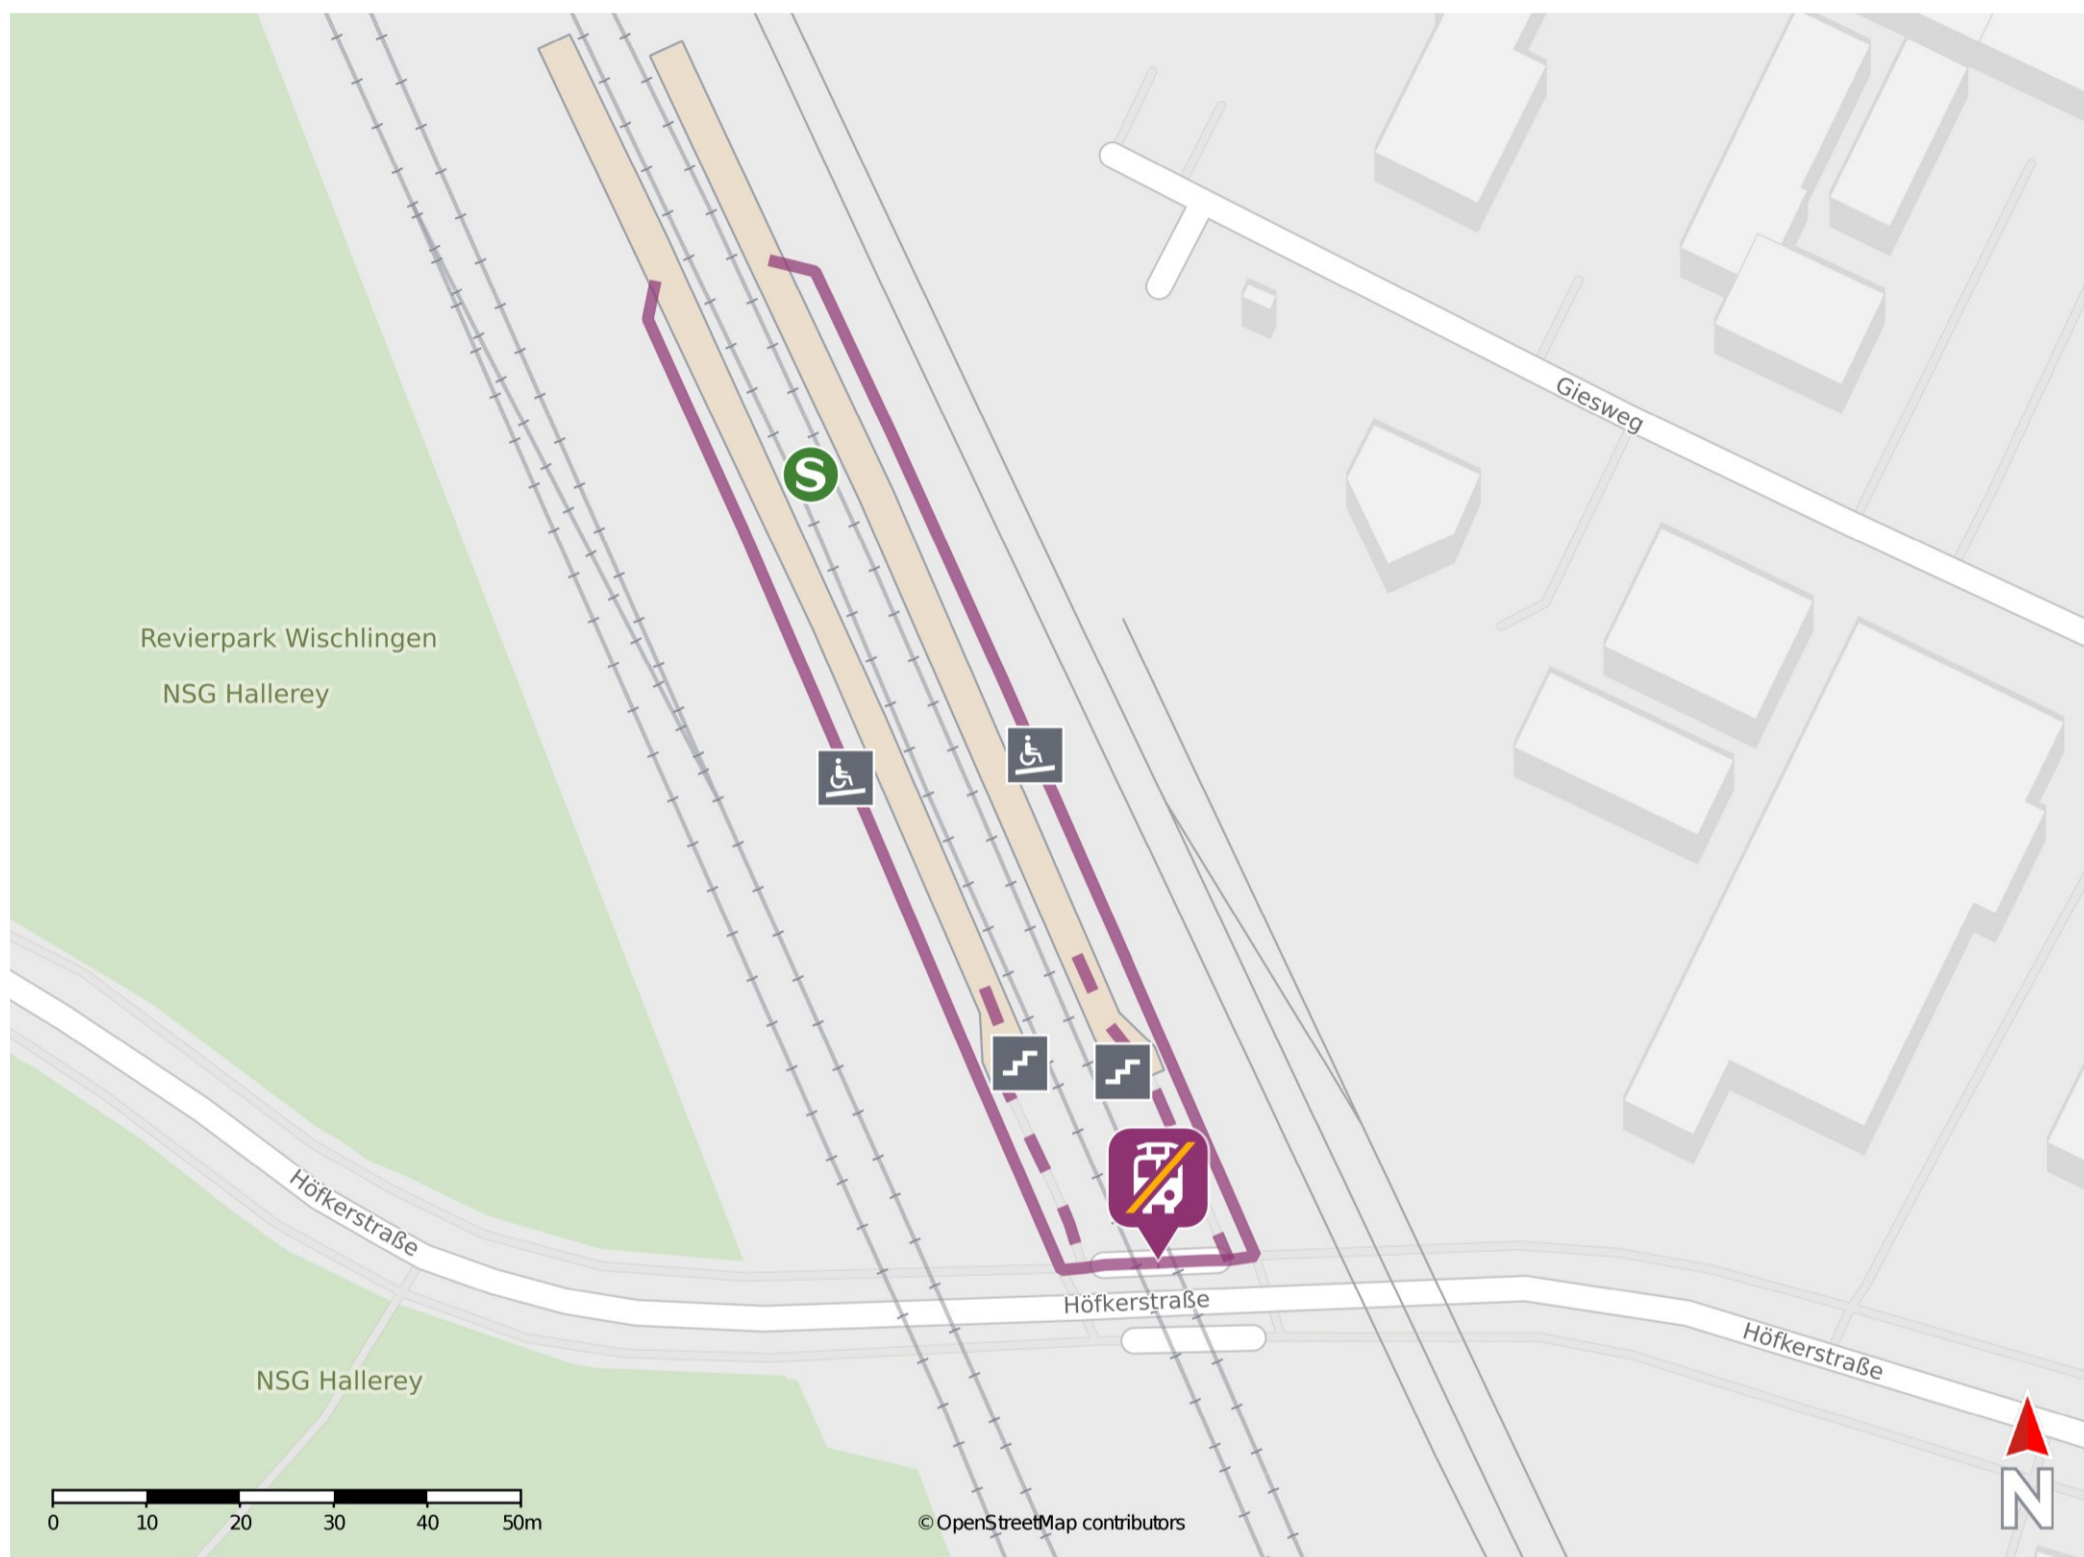 Giesweg
S
Revierpark Wischlingen
NSG Hallerey
Höfkerstraße
Höfkerstraße
Höfkerstraße
NSG Hallerey
N
0 10 20 30 40 50m
© OpenStreetMap contributors